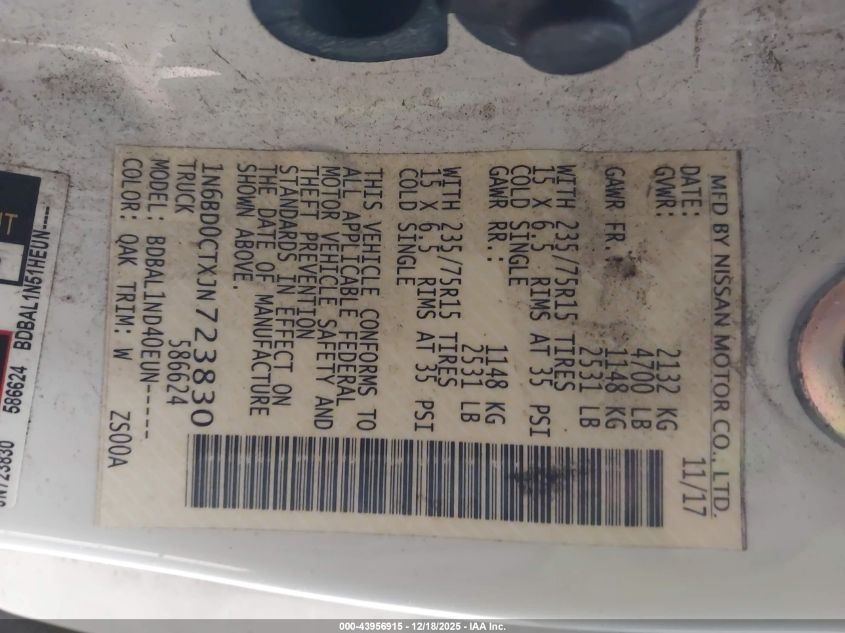 MFD BY NISSAN MOTOR CO., LTD.
DATE: 11/17
GVWR: 2132 KG
4700 LB
GAWR FR.: 1148 KG
2531 LB
WITH 235/75R15 TIRES
15 X 6.5 RIMS AT 35 PSI
COLD SINGLE
GAWR RR.: 1148 KG
2531 LB
WITH 235/75R15 TIRES
15 X 6.5 RIMS AT 35 PSI
COLD SINGLE
THIS VEHICLE CONFORMS TO
ALL APPLICABLE FEDERAL
MOTOR VEHICLE SAFETY AND
THEFT PREVENTION
STANDARDS IN EFFECT ON
THE DATE OF MANUFACTURE
SHOWN ABOVE.
1N6BD0CTXJN723830
TRUCK 586624
MODEL: BDBAL1ND40EUN-----
COLOR: QAK TRIM: W ZS00A
586624 BDBAL1N51HEUN----
N723830
000-43956915 - 12/18/2025 - IAA Inc.